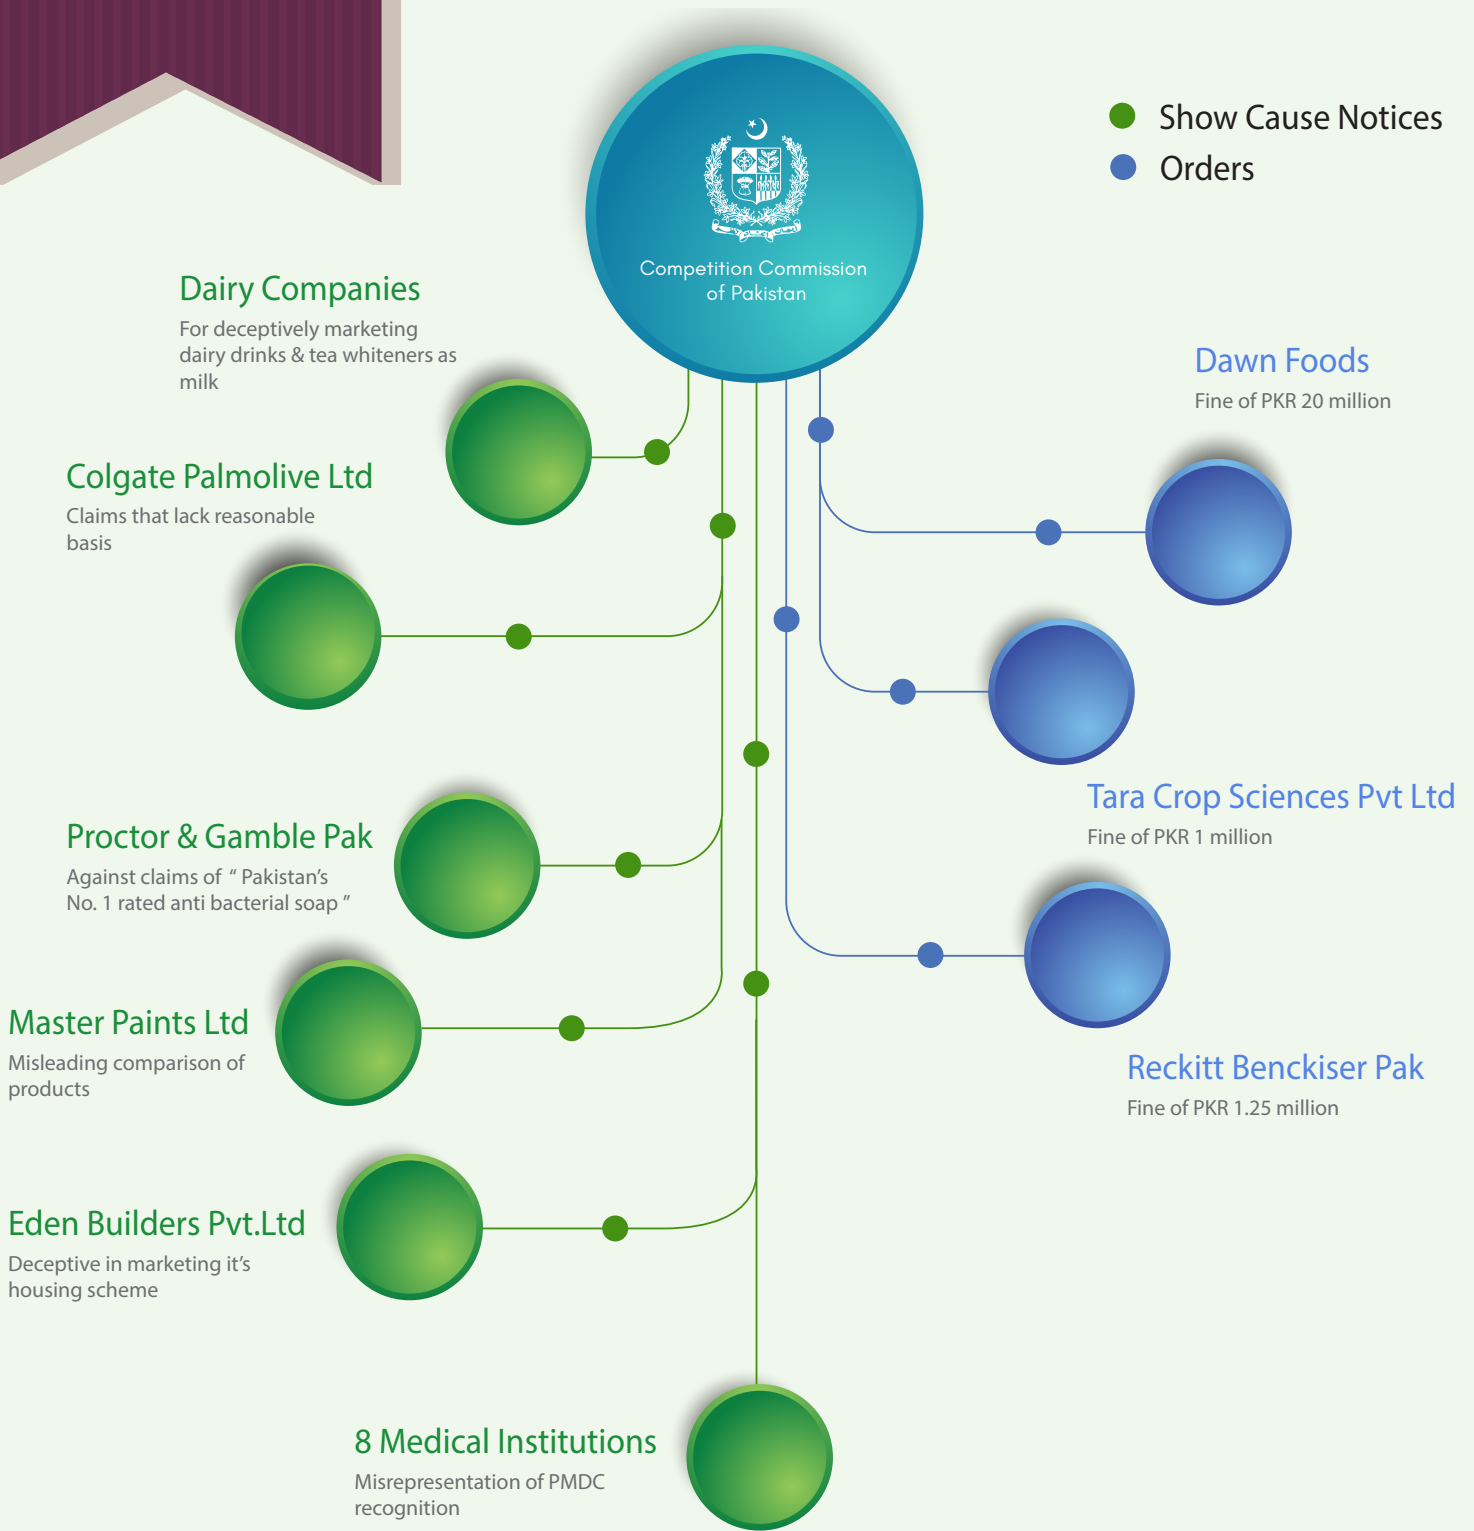 Show Cause Notices
Orders
Competition Commission
of Pakistan
Dairy Companies
For deceptively marketing
dairy drinks & tea whiteners as
milk
Dawn Foods
Fine of PKR 20 million
Colgate Palmolive Ltd
Claims that lack reasonable
basis
Tara Crop Sciences Pvt Ltd
Fine of PKR 1 million
Proctor & Gamble Pak
Against claims of “ Pakistan’s
No. 1 rated anti bacterial soap ”
Master Paints Ltd
Misleading comparison of
products
Reckitt Benckiser Pak
Fine of PKR 1.25 million
Eden Builders Pvt.Ltd
Deceptive in marketing it’s
housing scheme
8 Medical Institutions
Misrepresentation of PMDC
recognition